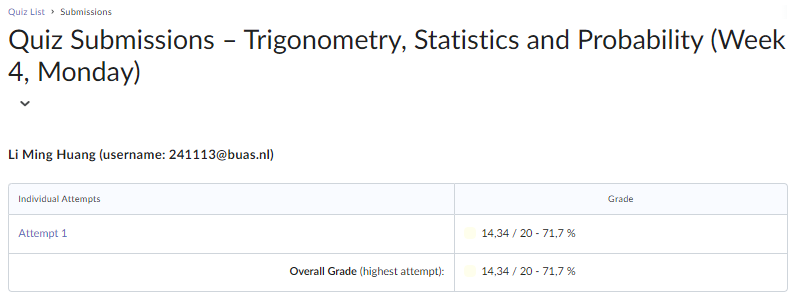 Quiz List › Submissions
Quiz Submissions – Trigonometry, Statistics and Probability (Week
4, Monday)
Li Ming Huang (username: 241113@buas.nl)
Individual Attempts Grade
Attempt 1 14,34 / 20 - 71,7 %
Overall Grade (highest attempt): 14,34 / 20 - 71,7 %